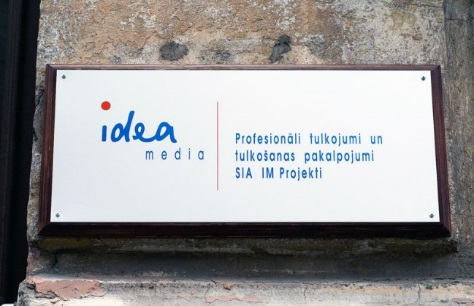 idea
media
Profesionāli tulkojumi un
tulkošanas pakalpojumi
SIA IM Projekti